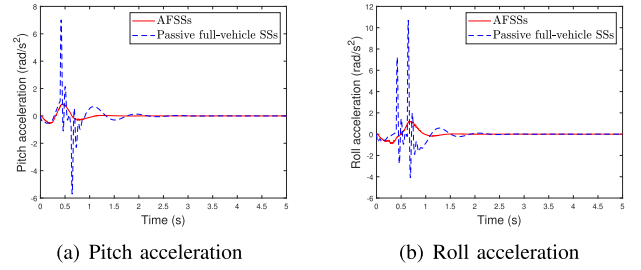 AFSSs
Passive full-vehicle SSs
8
6
4
2
0
-2
-4
-6
Pitch acceleration (rad/s²)
0 0.5 1 1.5 2 2.5 3 3.5 4 4.5 5
Time (s)
(a) Pitch acceleration
AFSSs
Passive full-vehicle SSs
12
10
8
6
4
2
0
-2
-4
-6
Roll acceleration (rad/s²)
0 0.5 1 1.5 2 2.5 3 3.5 4 4.5 5
Time (s)
(b) Roll acceleration